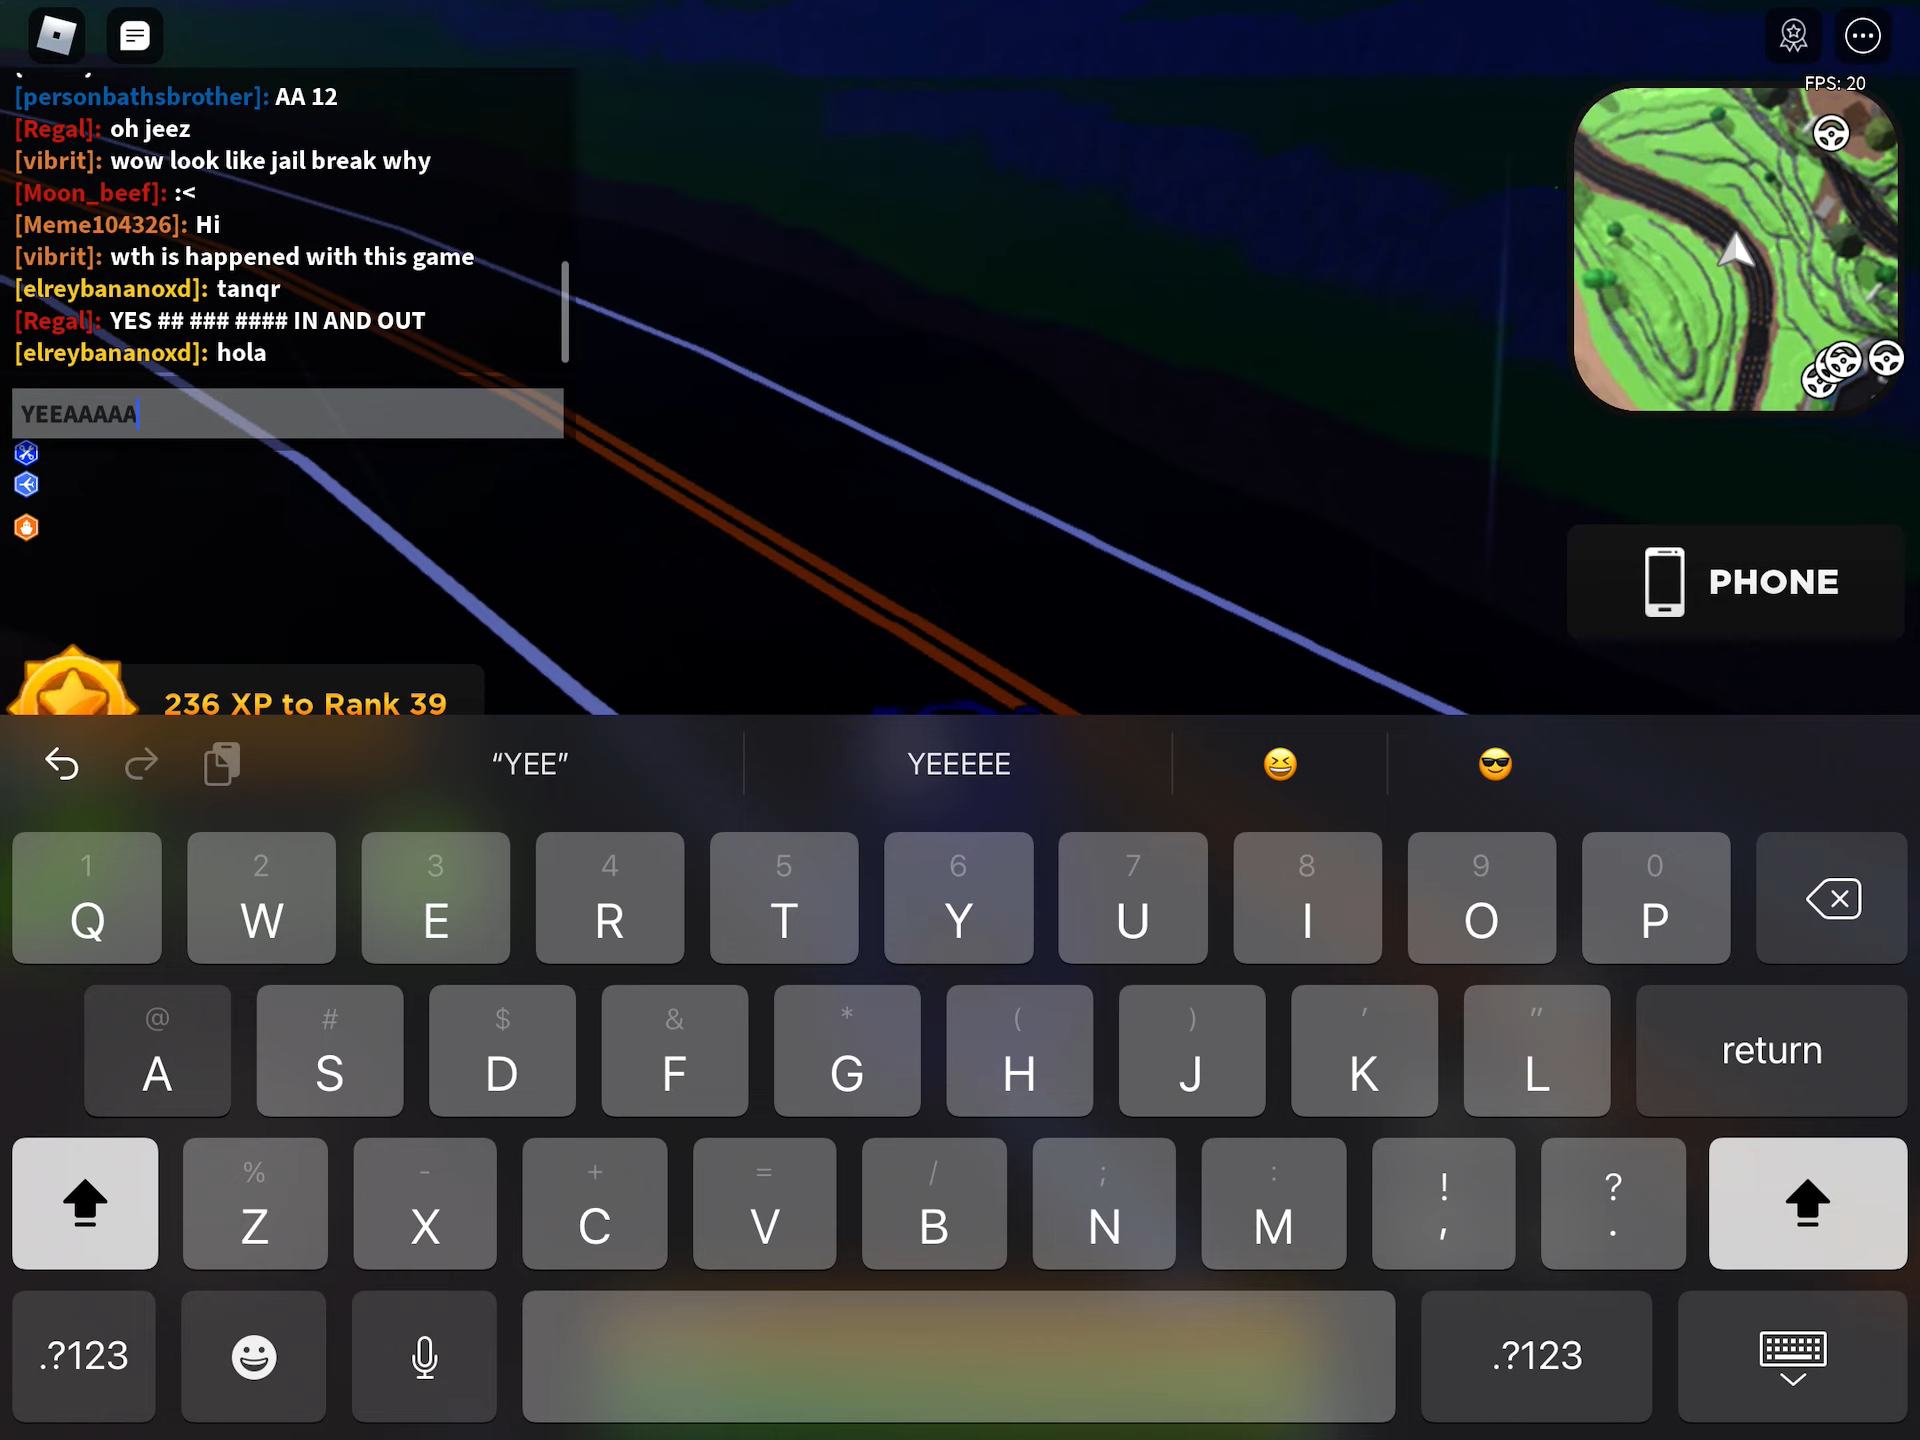 FPS: 20
[personbathsbrother]: AA 12
[Regal]: oh jeez
[vibrit]: wow look like jail break why
[Moon_beef]: :<
[Meme104326]: Hi
[vibrit]: wth is happened with this game
[elreybananoxd]: tanqr
[Regal]: YES ## ### #### IN AND OUT
[elreybananoxd]: hola
YEEAAAAA
PHONE
236 XP to Rank 39
“YEE” YEEEEE
1 2 3 4 5 6 7 8 9 0
Q W E R T Y U I O P
@ # $ & * ( ) ' "
A S D F G H J K L return
% - + = / ; : ! ?
Z X C V B N M , .
.?123 .?123